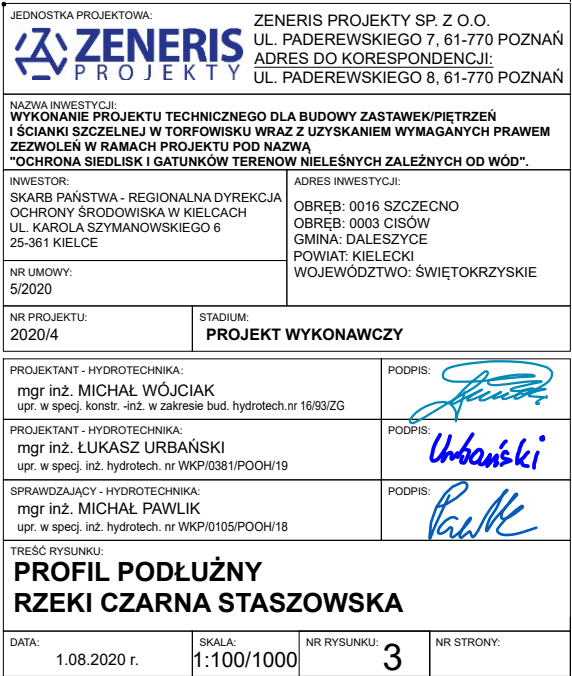 JEDNOSTKA PROJEKTOWA:
ZENERIS
PROJEKTY
ZENERIS PROJEKTY SP. Z O.O.
UL. PADEREWSKIEGO 7, 61-770 POZNAŃ
ADRES DO KORESPONDENCJI:
UL. PADEREWSKIEGO 8, 61-770 POZNAŃ
NAZWA INWESTYCJI:
WYKONANIE PROJEKTU TECHNICZNEGO DLA BUDOWY ZASTAWEK/PIĘTRZEŃ
I ŚCIANKI SZCZELNEJ W TORFOWISKU WRAZ Z UZYSKANIEM WYMAGANYCH PRAWEM
ZEZWOLEŃ W RAMACH PROJEKTU POD NAZWĄ
"OCHRONA SIEDLISK I GATUNKÓW TERENOW NIELEŚNYCH ZALEŻNYCH OD WÓD".
INWESTOR:
SKARB PAŃSTWA - REGIONALNA DYREKCJA
OCHRONY ŚRODOWISKA W KIELCACH
UL. KAROLA SZYMANOWSKIEGO 6
25-361 KIELCE
ADRES INWESTYCJI:
OBRĘB: 0016 SZCZECNO
OBRĘB: 0003 CISÓW
GMINA: DALESZYCE
POWIAT: KIELECKI
WOJEWÓDZTWO: ŚWIĘTOKRZYSKIE
NR UMOWY:
5/2020
NR PROJEKTU:
2020/4
STADIUM:
PROJEKT WYKONAWCZY
PROJEKTANT - HYDROTECHNIKA:
mgr inż. MICHAŁ WÓJCIAK
upr. w specj. konstr. -inż. w zakresie bud. hydrotech.nr 16/93/ZG
PODPIS:
PROJEKTANT - HYDROTECHNIKA:
mgr inż. ŁUKASZ URBAŃSKI
upr. w specj. inż. hydrotech. nr WKP/0381/POOH/19
PODPIS:
Urbański
SPRAWDZAJĄCY - HYDROTECHNIKA:
mgr inż. MICHAŁ PAWLIK
upr. w specj. inż. hydrotech. nr WKP/0105/POOH/18
PODPIS:
TREŚĆ RYSUNKU:
PROFIL PODŁUŻNY
RZEKI CZARNA STASZOWSKA
DATA:
1.08.2020 r.
SKALA:
1:100/1000
NR RYSUNKU:
3
NR STRONY: